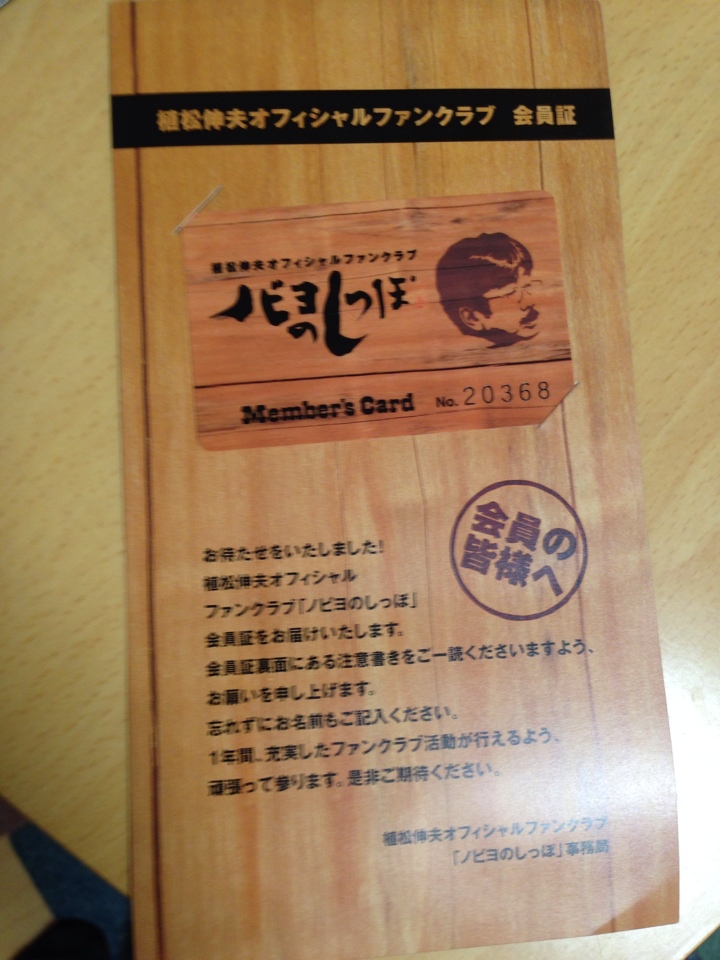 植松伸夫オフィシャルファンクラブ 会員証
植松伸夫オフィシャルファンクラブ
ノビヨのしっぽ
Member's Card No. 20368
会員の
皆様へ
お待たせをいたしました!
植松伸夫オフィシャル
ファンクラブ「ノビヨのしっぽ」
会員証をお届けいたします。
会員証裏面にある注意書きをご一読くださいますよう、
お願いを申し上げます。
忘れずにお名前もご記入ください。
1年間、充実したファンクラブ活動が行えるよう、
頑張って参ります。是非ご期待ください。
植松伸夫オフィシャルファンクラブ
「ノビヨのしっぽ」事務局